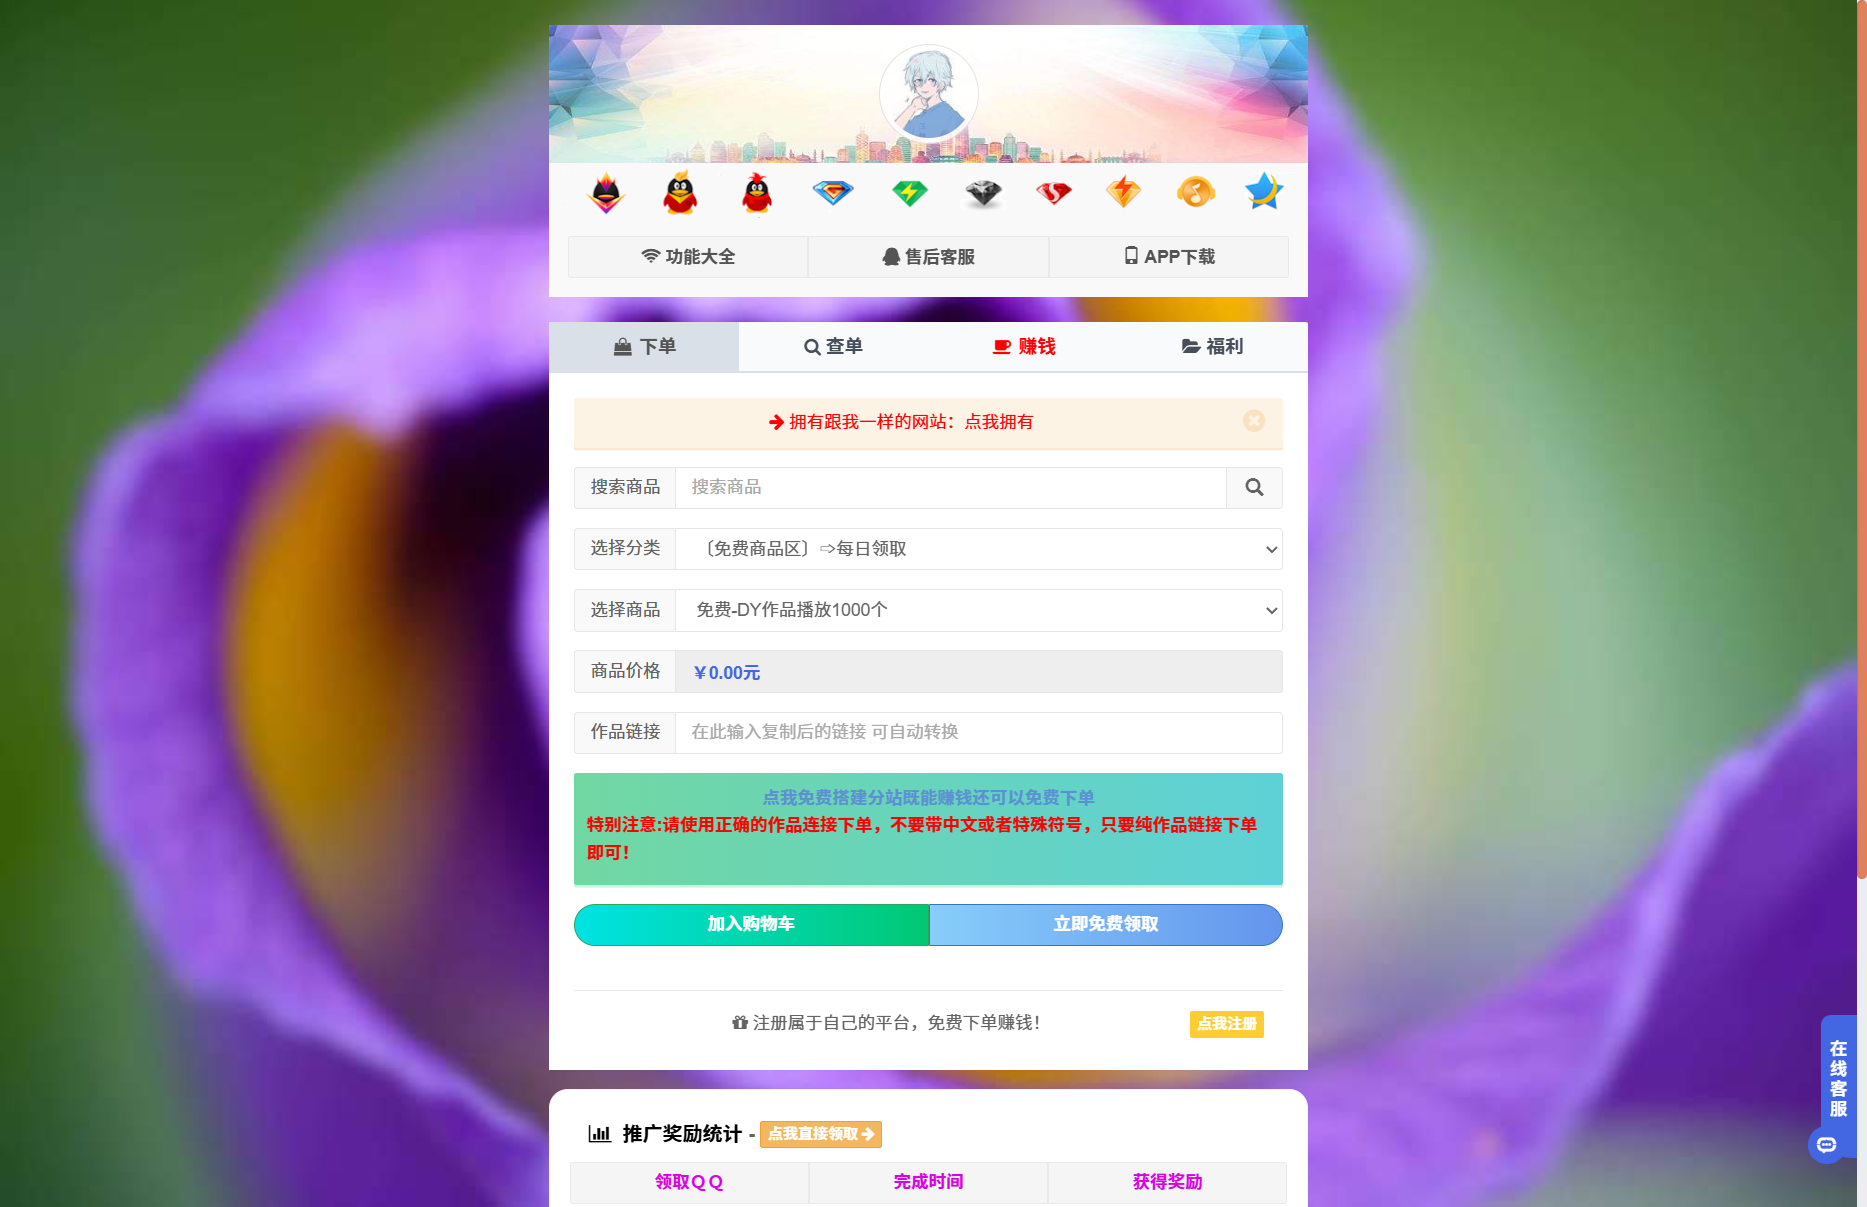 功能大全
售后客服
APP下载
下单
查单
赚钱
福利
拥有跟我一样的网站：点我拥有
搜索商品
搜索商品
选择分类
〔免费商品区〕⇨每日领取
选择商品
免费-DY作品播放1000个
商品价格
￥0.00元
作品链接
在此输入复制后的链接 可自动转换
点我免费搭建分站既能赚钱还可以免费下单
特别注意:请使用正确的作品连接下单，不要带中文或者特殊符号，只要纯作品链接下单
即可！
加入购物车
立即免费领取
注册属于自己的平台，免费下单赚钱！
点我注册
在线客服
推广奖励统计 - 点我直接领取
领取ＱＱ
完成时间
获得奖励